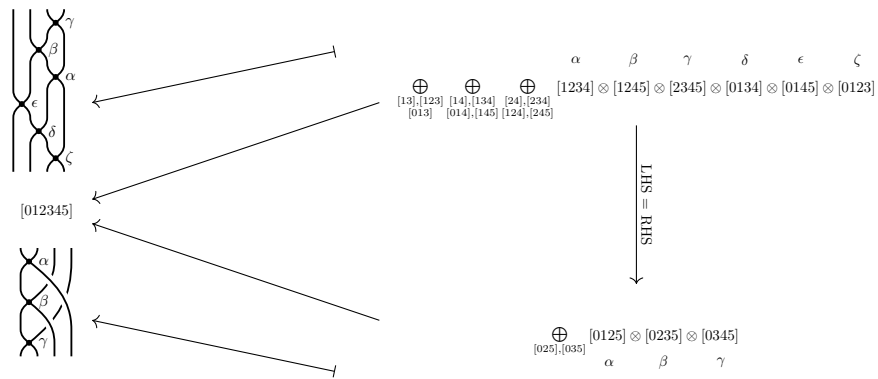 γ
β
α
ϵ
δ
ζ
[012345]
α
β
γ
α β γ δ ϵ ζ
⊕ ⊕ ⊕ [1234] ⊗ [1245] ⊗ [2345] ⊗ [0134] ⊗ [0145] ⊗ [0123]
[13],[123] [14],[134] [24],[234]
[013] [014],[145] [124],[245]
LHS = RHS
⊕ [0125] ⊗ [0235] ⊗ [0345]
[025],[035]
α β γ